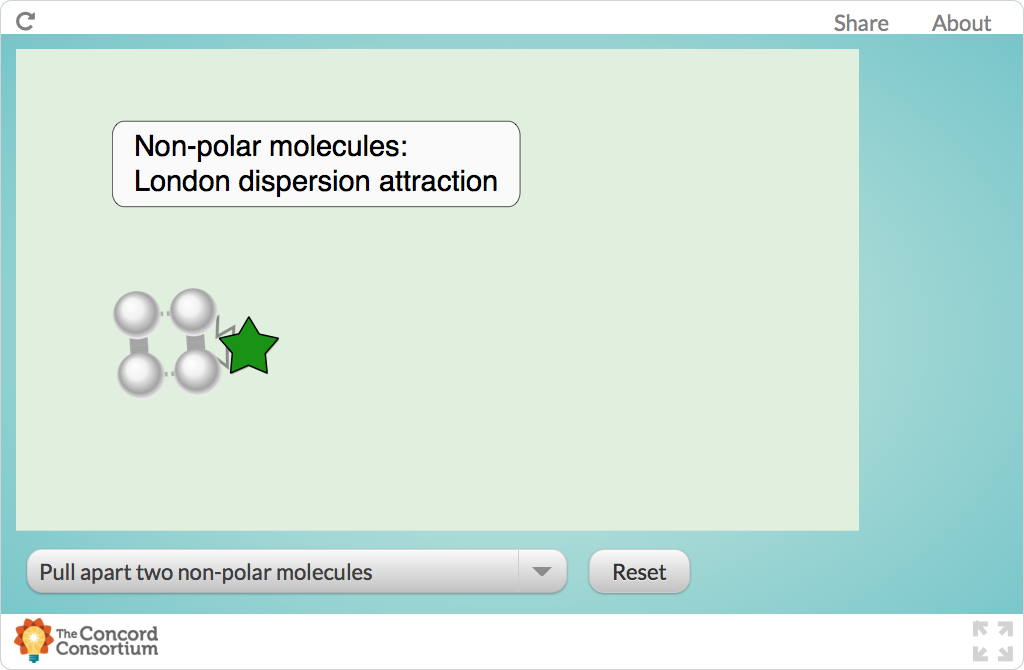 Share About
Non-polar molecules:
London dispersion attraction
Pull apart two non-polar molecules
Reset
The Concord
Consortium